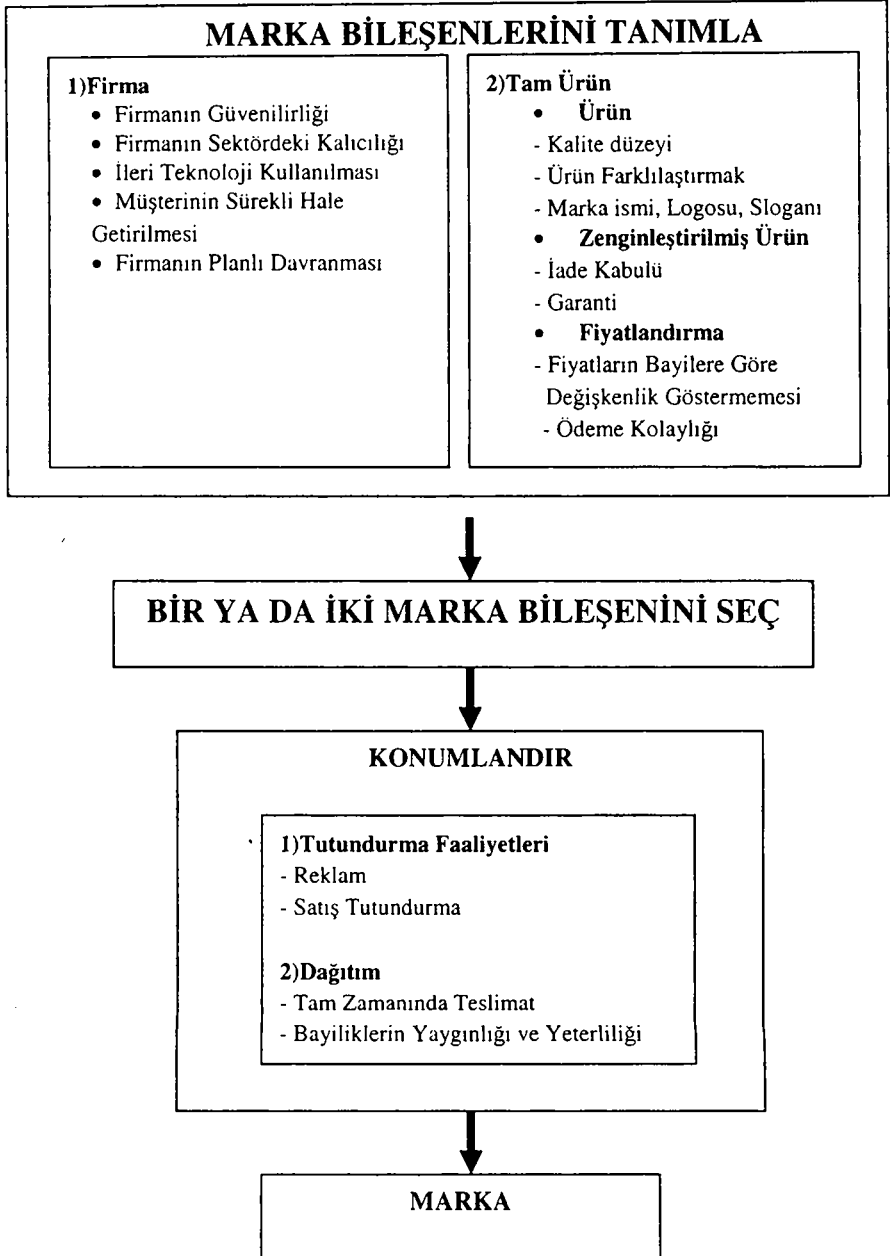 MARKA BİLEŞENLERİNİ TANIMLA
1)Firma
• Firmanın Güvenilirliği
• Firmanın Sektördeki Kalıcılığı
• İleri Teknoloji Kullanılması
• Müşterinin Sürekli Hale
Getirilmesi
• Firmanın Planlı Davranması
2)Tam Ürün
• Ürün
- Kalite düzeyi
- Ürün Farklılaştırmak
- Marka ismi, Logosu, Sloganı
• Zenginleştirilmiş Ürün
- İade Kabulü
- Garanti
• Fiyatlandırma
- Fiyatların Bayilere Göre
Değişkenlik Göstermemesi
- Ödeme Kolaylığı
BİR YA DA İKİ MARKA BİLEŞENİNİ SEÇ
KONUMLANDIR
1)Tutundurma Faaliyetleri
- Reklam
- Satış Tutundurma
2)Dağıtım
- Tam Zamanında Teslimat
- Bayiliklerin Yaygınlığı ve Yeterliliği
MARKA